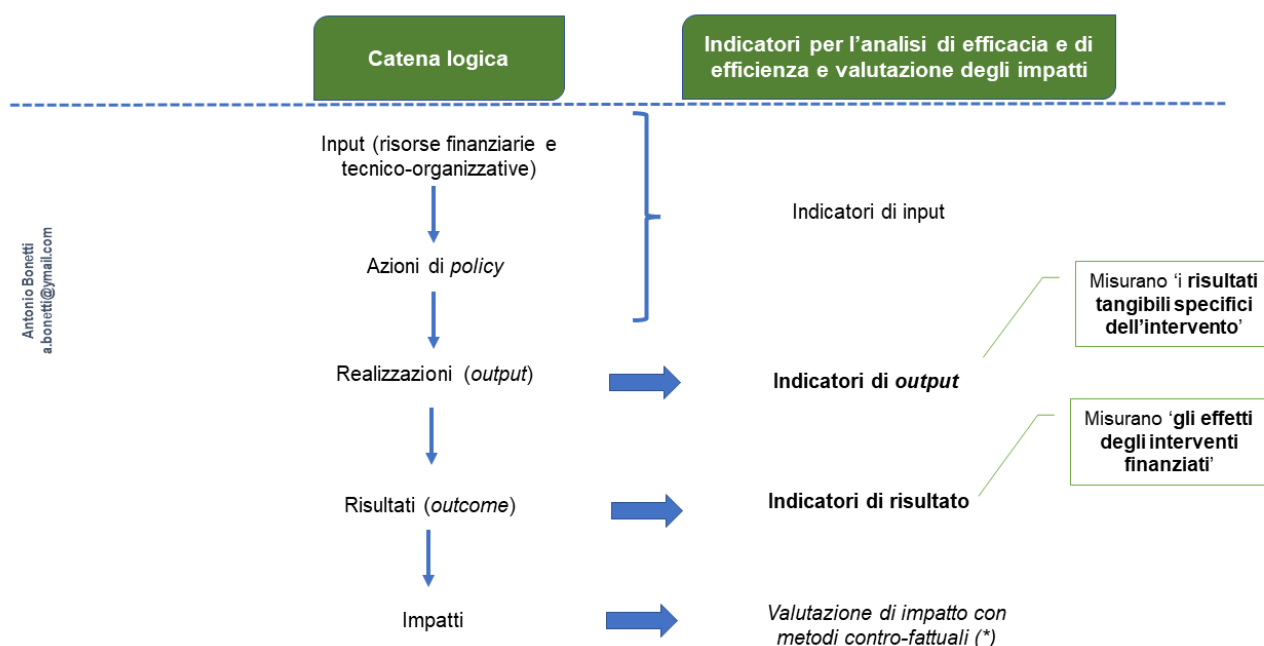 Catena logica
Indicatori per l'analisi di efficacia e di
efficienza e valutazione degli impatti
Input (risorse finanziarie e
tecnico-organizzative)
Indicatori di input
Azioni di policy
Antonio Bonetti
a.bonetti@ymail.com
Misurano ‘i risultati
tangibili specifici
dell’intervento’
Realizzazioni (output)
Indicatori di output
Misurano ‘gli effetti
degli interventi
finanziati’
Risultati (outcome)
Indicatori di risultato
Impatti
Valutazione di impatto con
metodi contro-fattuali (*)